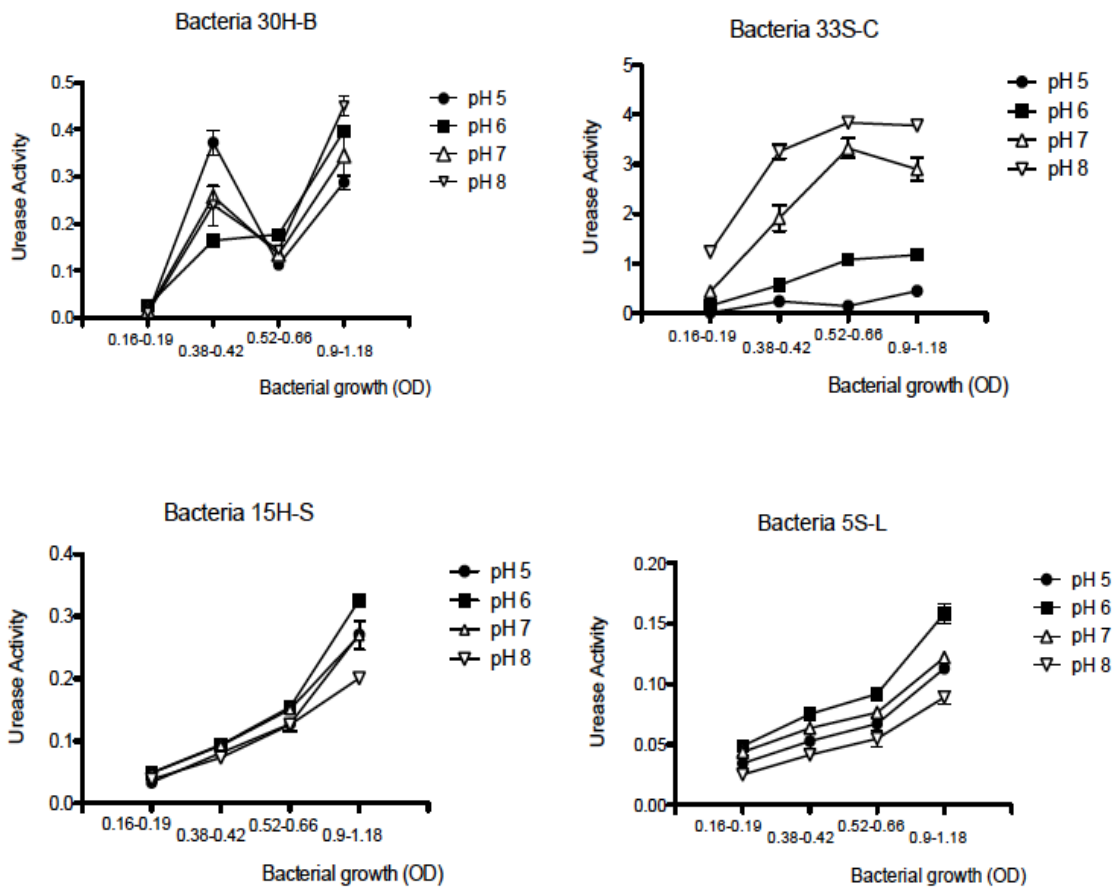 Bacteria 30H-B
Urease Activity
0.5
0.4
0.3
0.2
0.1
0.0
0.16-0.19
0.38-0.42
0.52-0.66
0.9-1.18
Bacterial growth (OD)
pH 5
pH 6
pH 7
pH 8
Bacteria 33S-C
Urease Activity
5
4
3
2
1
0
0.16-0.19
0.38-0.42
0.52-0.66
0.9-1.18
Bacterial growth (OD)
pH 5
pH 6
pH 7
pH 8
Bacteria 15H-S
Urease Activity
0.4
0.3
0.2
0.1
0.0
0.16-0.19
0.38-0.42
0.52-0.66
0.9-1.18
Bacterial growth (OD)
pH 5
pH 6
pH 7
pH 8
Bacteria 5S-L
Urease Activity
0.20
0.15
0.10
0.05
0.00
0.16-0.19
0.38-0.42
0.52-0.66
0.9-1.18
Bacterial growth (OD)
pH 5
pH 6
pH 7
pH 8